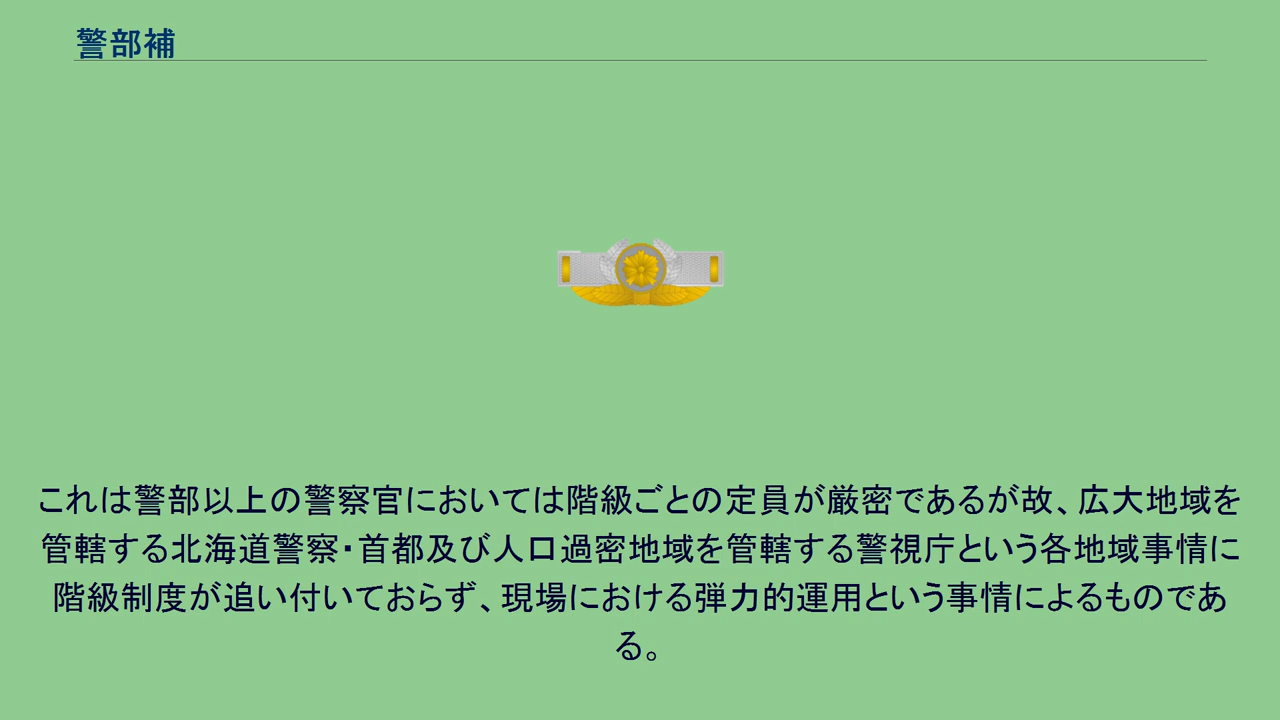 警部補
これは警部以上の警察官においては階級ごとの定員が厳密であるが故、広大地域を
管轄する北海道警察・首都及び人口過密地域を管轄する警視庁という各地域事情に
階級制度が追い付いておらず、現場における弾力的運用という事情によるものであ
る。